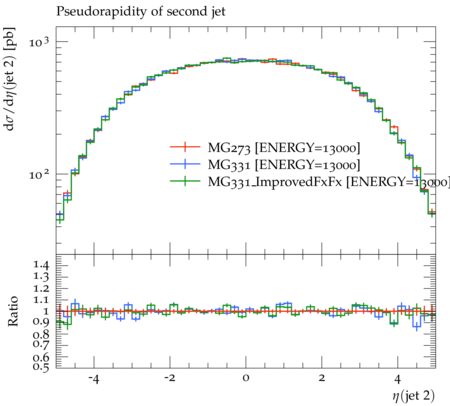 Pseudorapidity of second jet
dσ/dη(jet 2) [pb]
10³
10²
MG273 [ENERGY=13000]
MG331 [ENERGY=13000]
MG331_ImprovedFxFx [ENERGY=13000]
Ratio
1.4
1.3
1.2
1.1
1
0.9
0.8
0.7
0.6
0.5
-4 -2 0 2 4
η(jet 2)